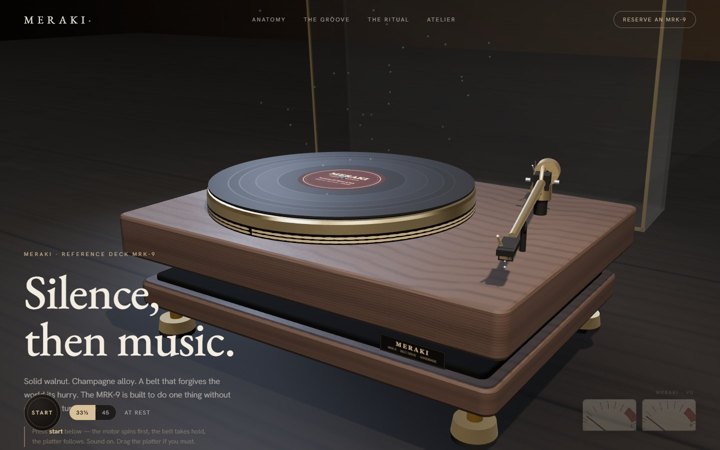 MERAKI·
ANATOMY THE GROOVE THE RITUAL ATELIER
RESERVE AN MRK-9
MERAKI
MERAKI · REFERENCE DECK MRK-9
Silence,
then music.
MERAKI
Solid walnut. Champagne alloy. A belt that forgives the
its hurry. The MRK-9 is built to do one thing without
START
33⅓ 45 AT REST
Press start below — the motor spins first, the belt takes hold,
the platter follows. Sound on. Drag the platter if you must.